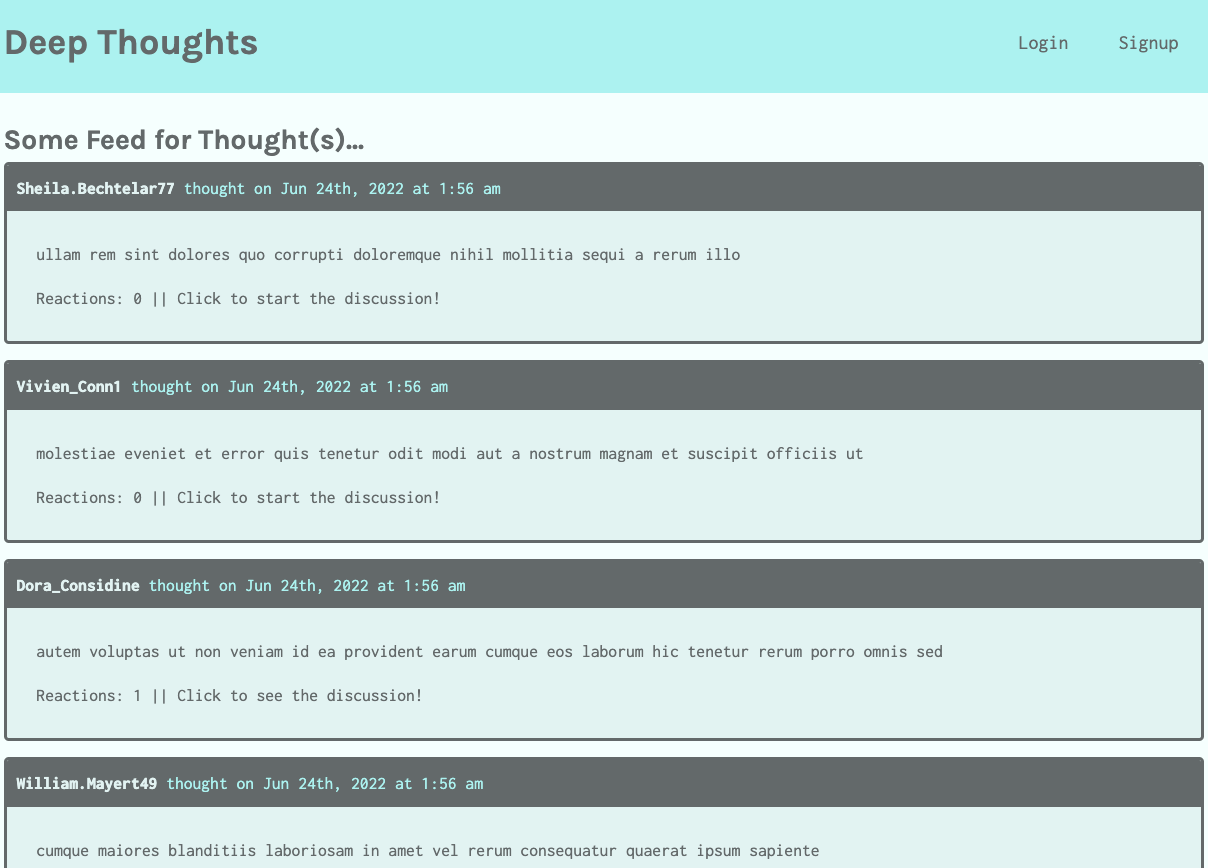 Deep Thoughts
Login Signup
Some Feed for Thought(s)...
Sheila.Bechtelar77 thought on Jun 24th, 2022 at 1:56 am
ullam rem sint dolores quo corrupti doloremque nihil mollitia sequi a rerum illo
Reactions: 0 || Click to start the discussion!
Vivien_Conn1 thought on Jun 24th, 2022 at 1:56 am
molestiae eveniet et error quis tenetur odit modi aut a nostrum magnam et suscipit officiis ut
Reactions: 0 || Click to start the discussion!
Dora_Considine thought on Jun 24th, 2022 at 1:56 am
autem voluptas ut non veniam id ea provident earum cumque eos laborum hic tenetur rerum porro omnis sed
Reactions: 1 || Click to see the discussion!
William.Mayert49 thought on Jun 24th, 2022 at 1:56 am
cumque maiores blanditiis laboriosam in amet vel rerum consequatur quaerat ipsum sapiente